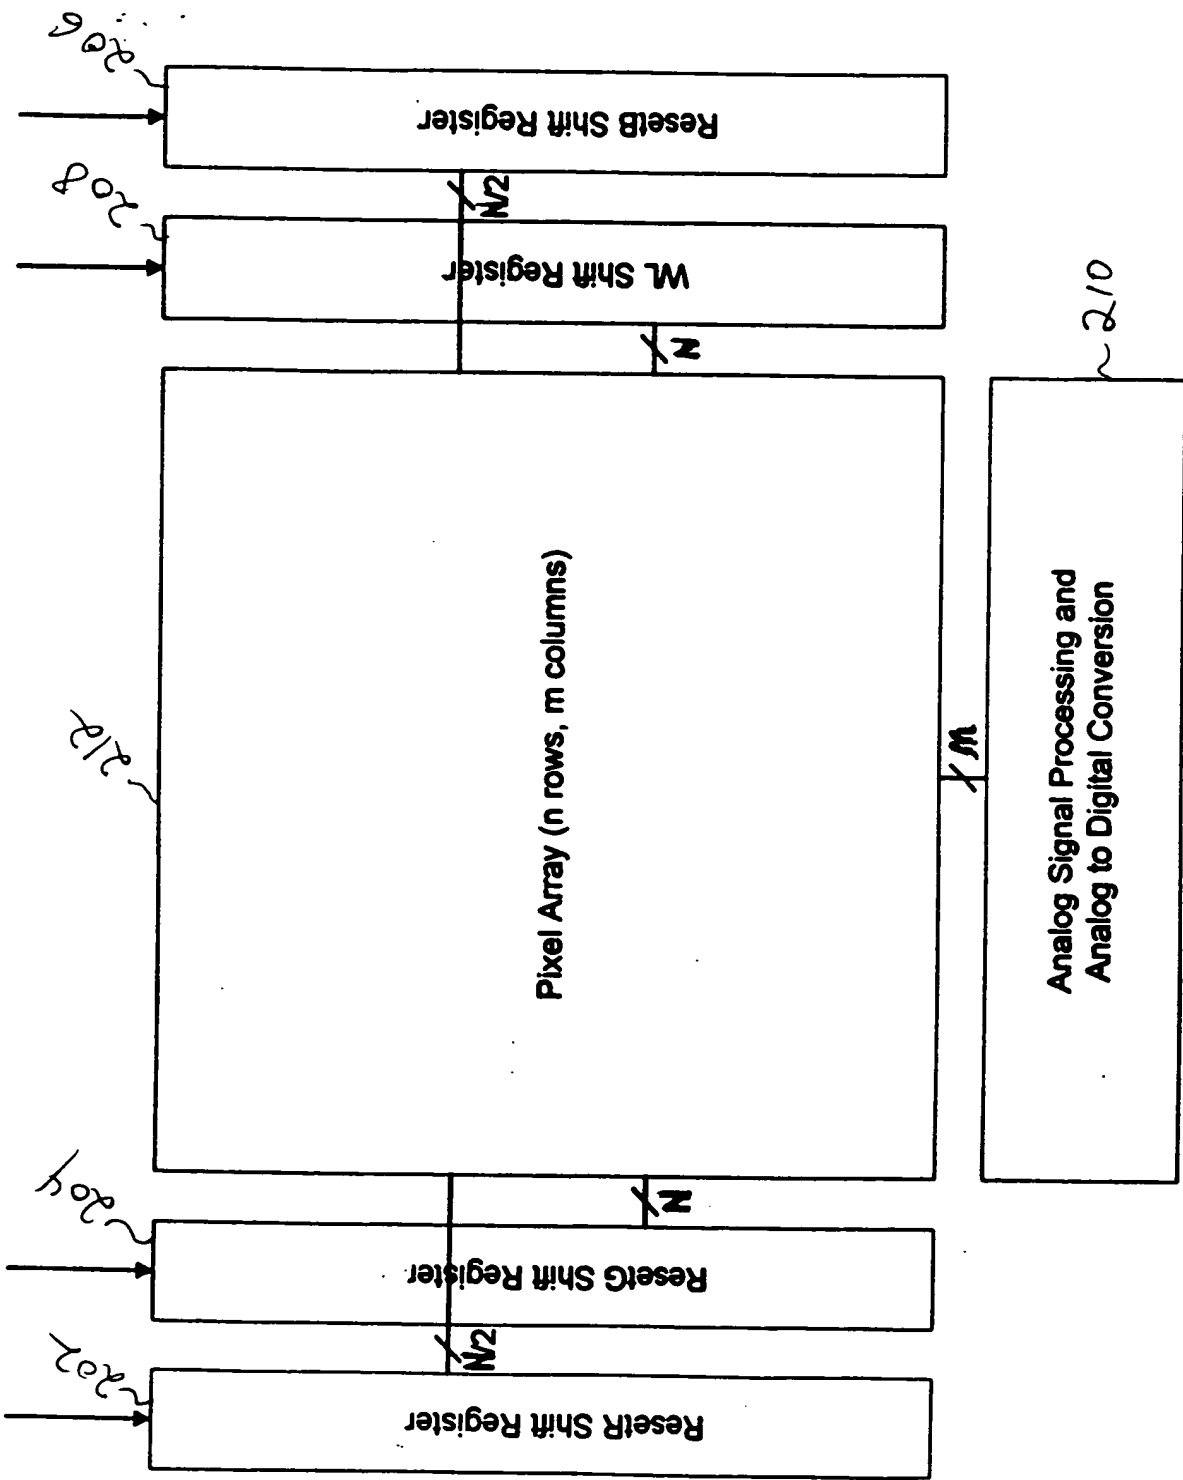 206
ResetB Shift Register
N/2
208
WL Shift Register
N
212
Pixel Array (n rows, m columns)
M
210
Analog Signal Processing and
Analog to Digital Conversion
204
ResetG Shift Register
N
202
ResetR Shift Register
N/2